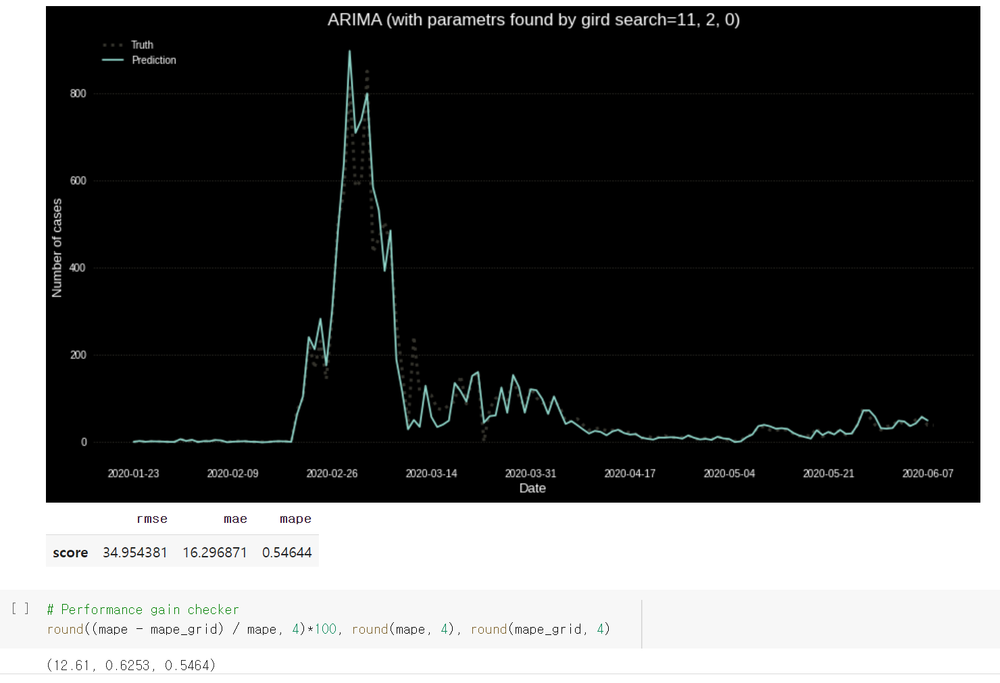 ARIMA (with parametrs found by gird search=11, 2, 0)
Truth
Prediction
800
600
400
200
0
Number of cases
2020-01-23 2020-02-09 2020-02-26 2020-03-14 2020-03-31 2020-04-17 2020-05-04 2020-05-21 2020-06-07
Date
rmse mae mape
score 34.954381 16.296871 0.54644
[ ] # Performance gain checker
round((mape - mape_grid) / mape, 4)*100, round(mape, 4), round(mape_grid, 4)
(12.61, 0.6253, 0.5464)